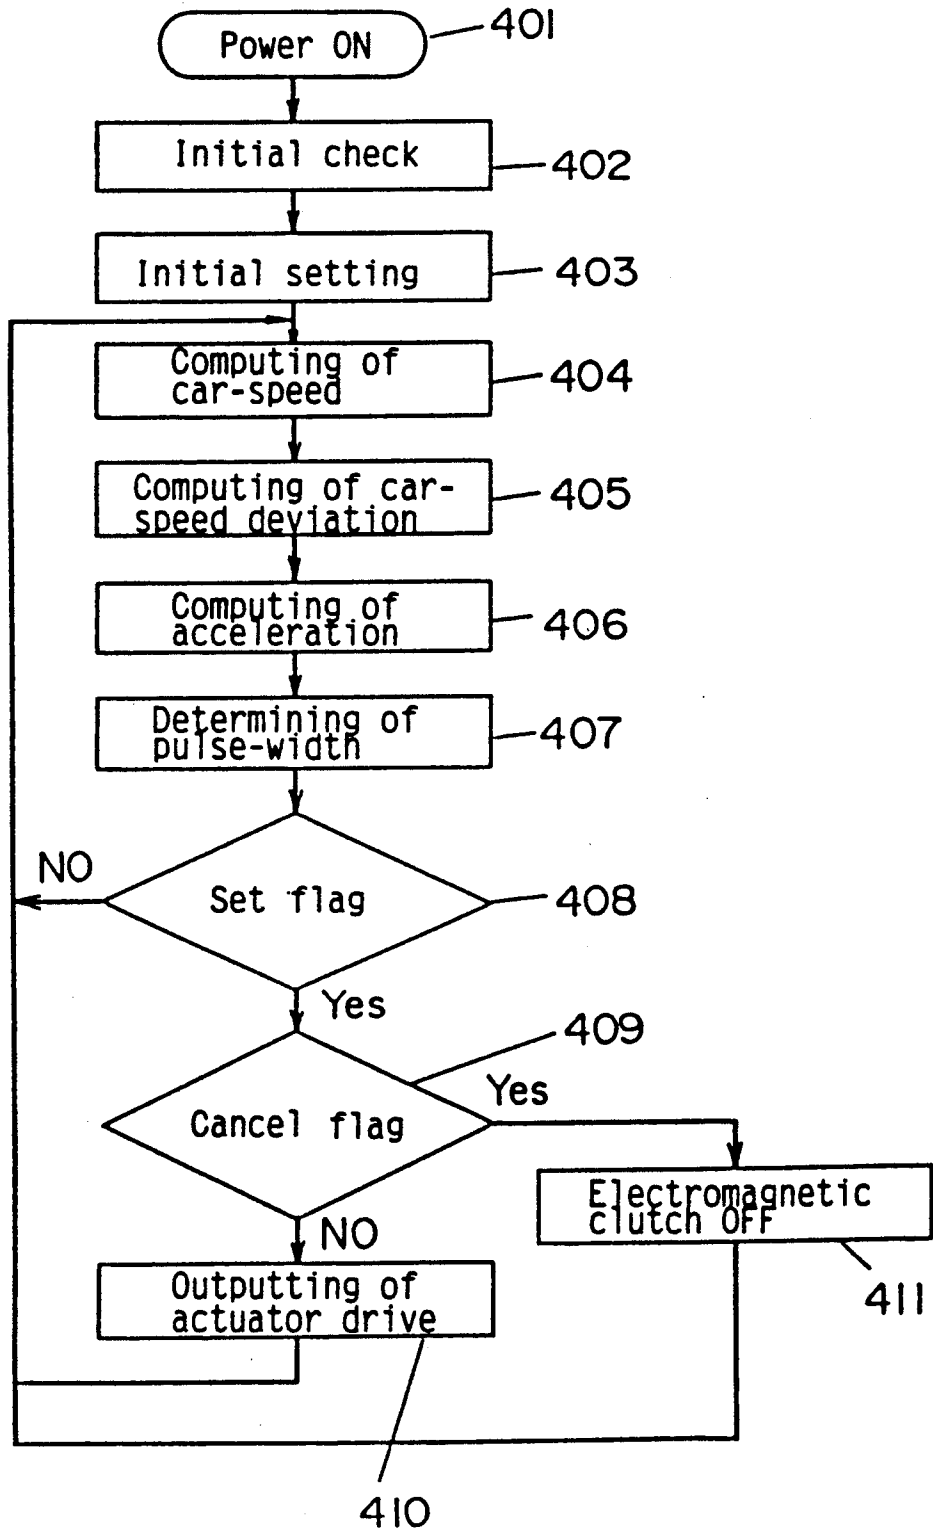 Power ON
401
Initial check
402
Initial setting
403
Computing of
car-speed
404
Computing of car-
speed deviation
405
Computing of
acceleration
406
Determining of
pulse-width
407
NO
Set flag
408
Yes
409
Cancel flag
Yes
Electromagnetic
clutch OFF
411
NO
Outputting of
actuator drive
410